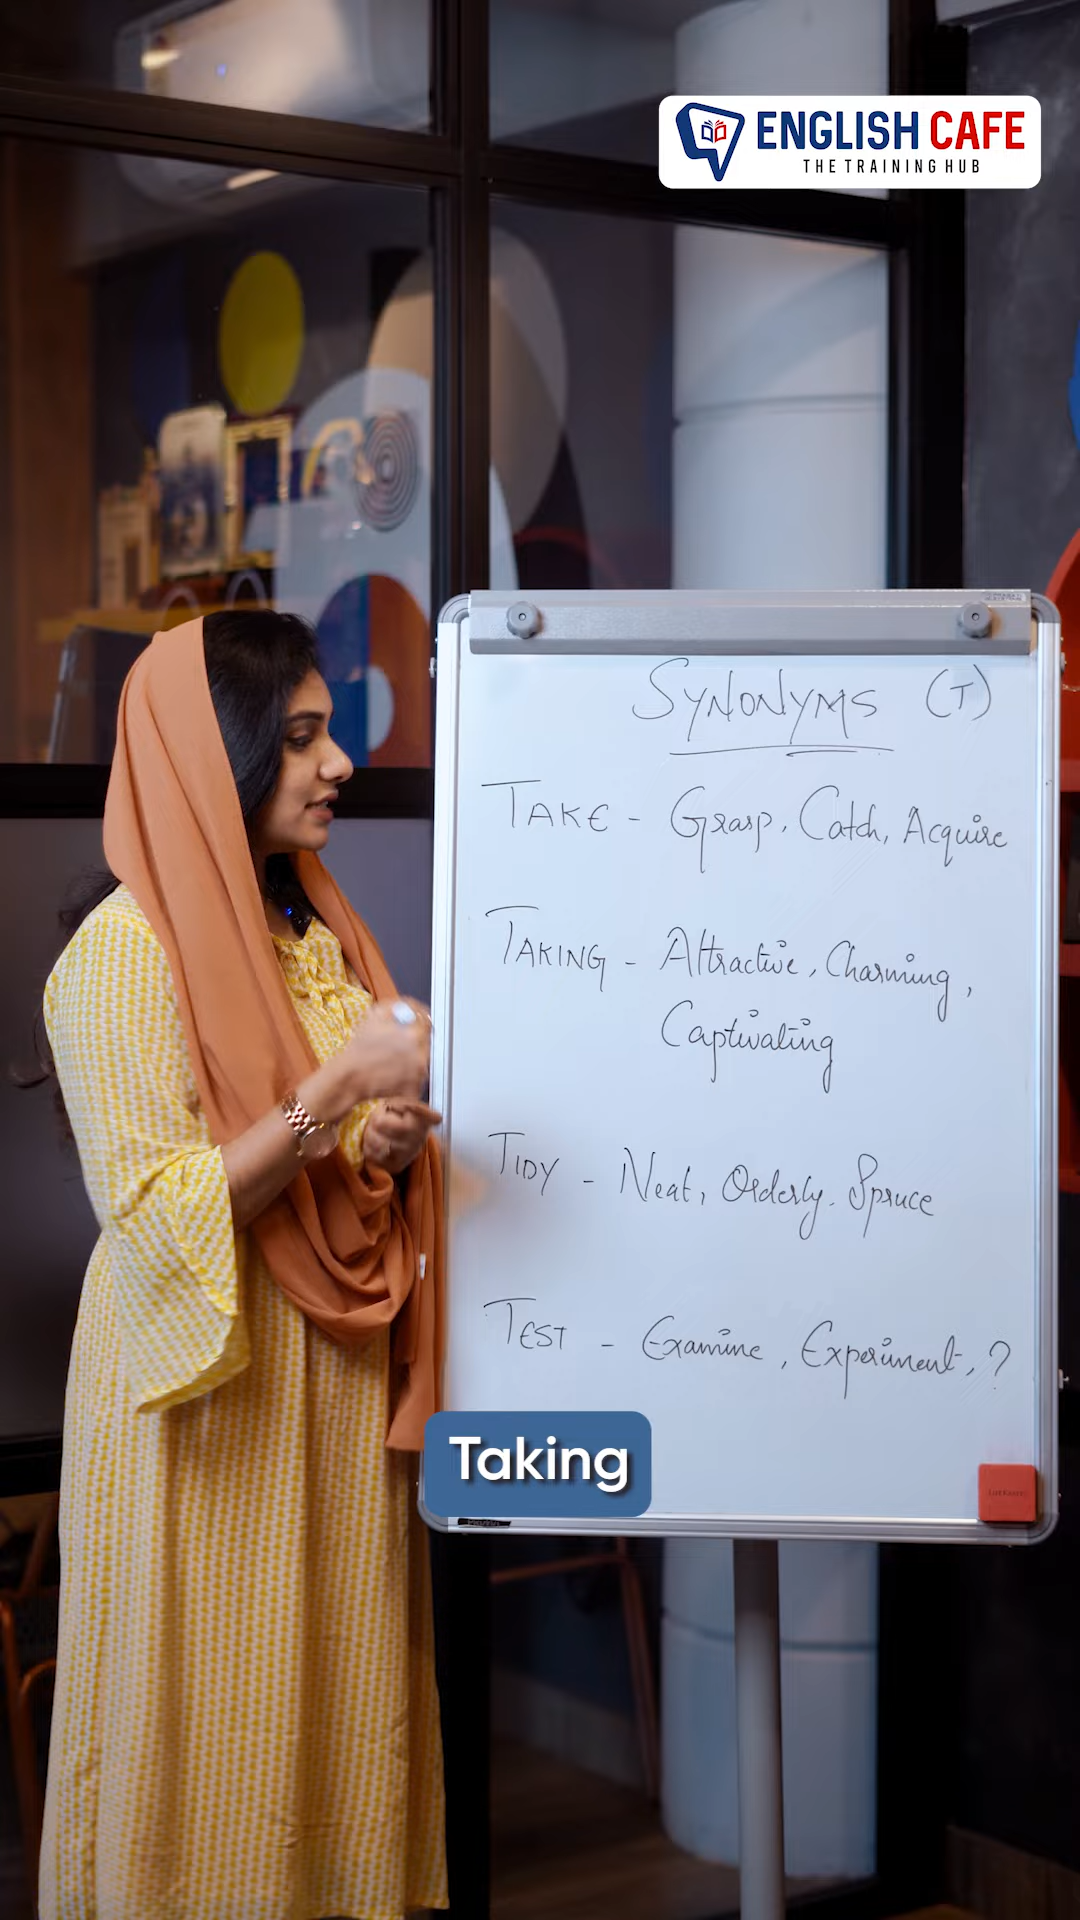 ENGLISH CAFE
THE TRAINING HUB
SYNONYMS (T)
TAKE - Grasp, Catch, Acquire
TAKING - Attractive, Charming,
Captivating
TIDY - Neat, Orderly. Spruce
TEST - Examine, Experiment, ?
Taking